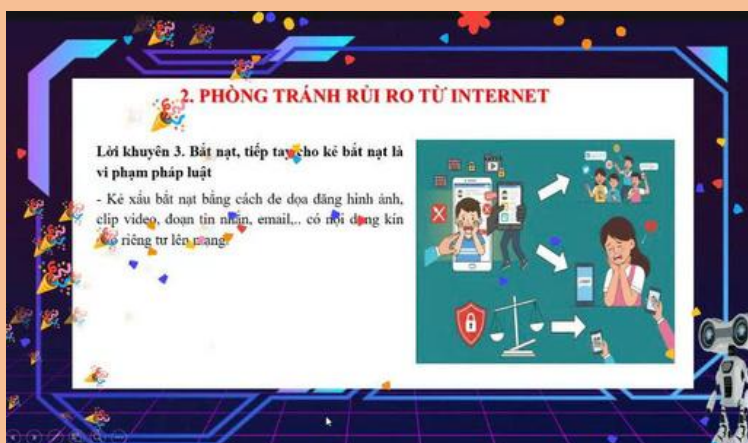 2. PHÒNG TRÁNH RỦI RO TỪ INTERNET
Lời khuyên 3. Bắt nạt, tiếp tay cho kẻ bắt nạt là
vi phạm pháp luật
- Kẻ xấu bắt nạt bằng cách đe dọa đăng hình ảnh,
clip video, đoạn tin nhắn, email,.. có nội dung kín
riêng tư lên mạng.